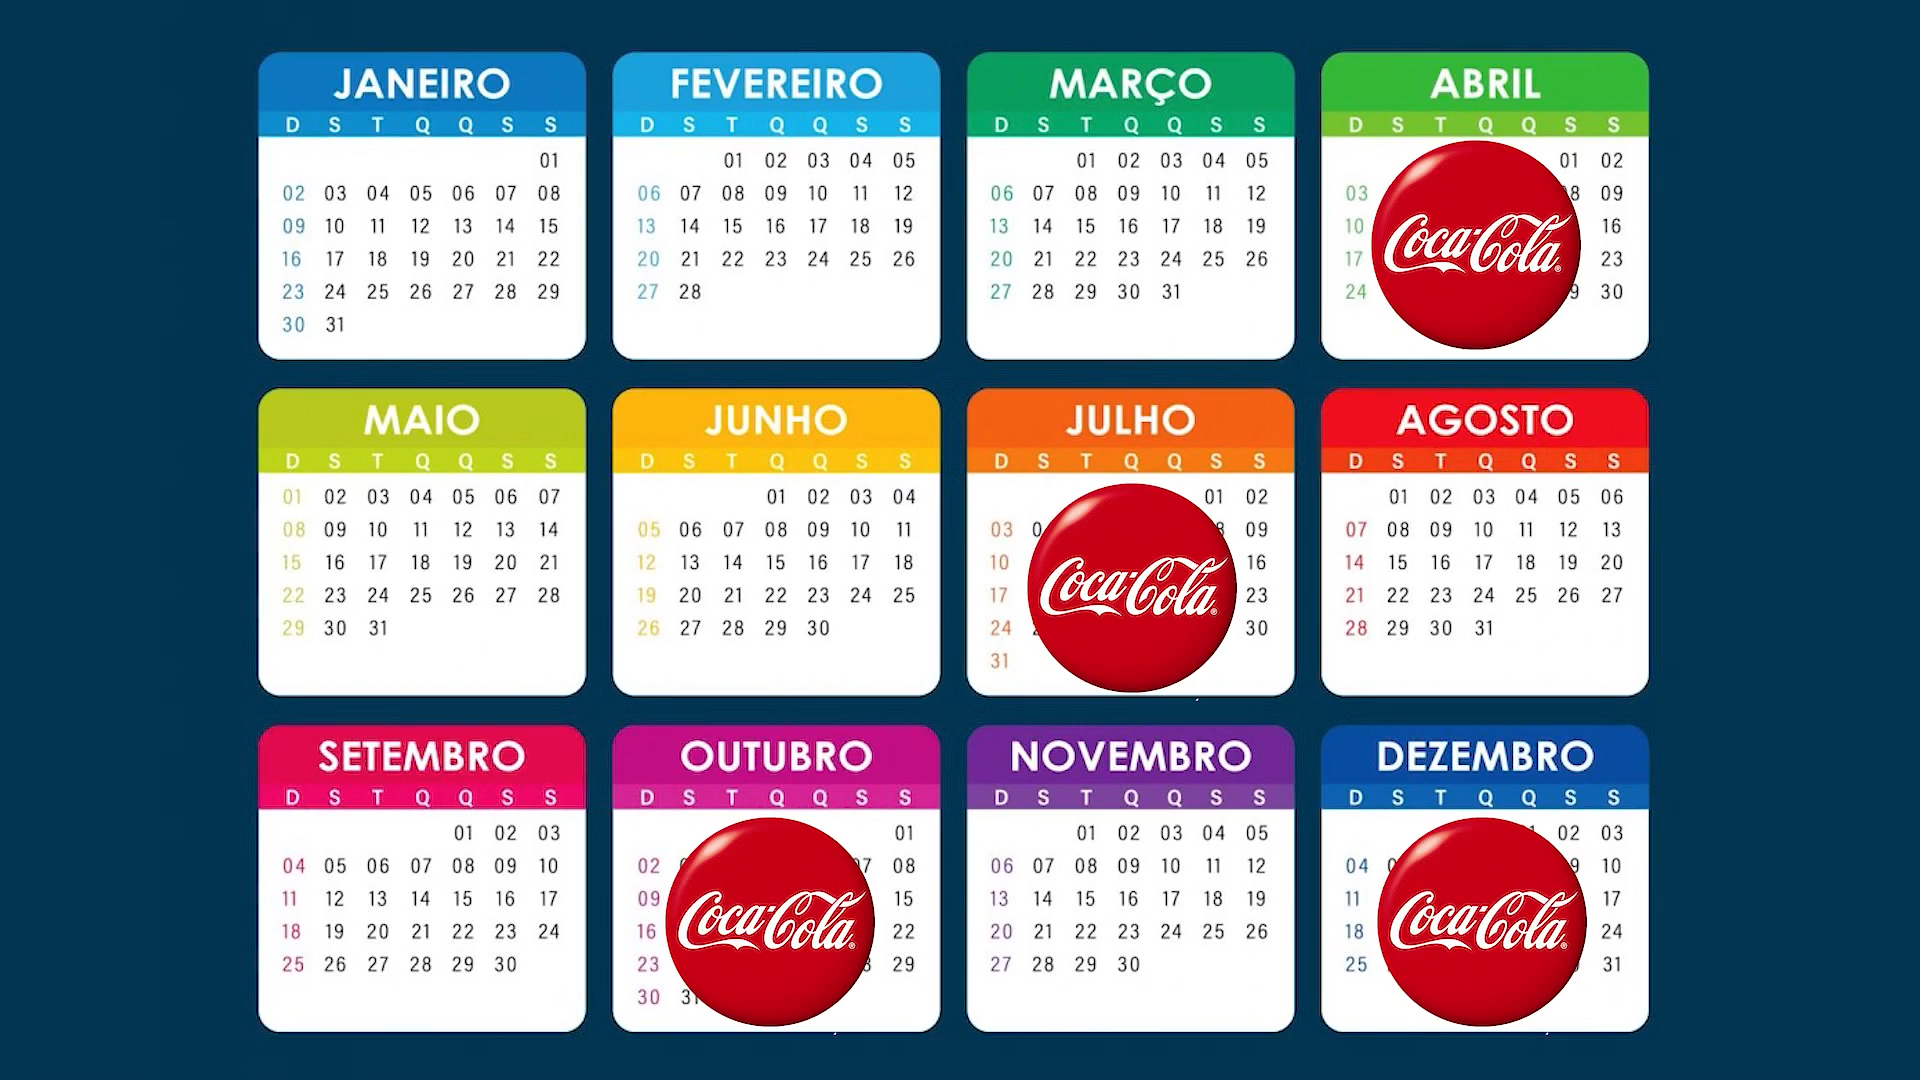 JANEIRO
D S T Q Q S S
01
02 03 04 05 06 07 08
09 10 11 12 13 14 15
16 17 18 19 20 21 22
23 24 25 26 27 28 29
30 31
FEVEREIRO
D S T Q Q S S
01 02 03 04 05
06 07 08 09 10 11 12
13 14 15 16 17 18 19
20 21 22 23 24 25 26
27 28
MARÇO
D S T Q Q S S
01 02 03 04 05
06 07 08 09 10 11 12
13 14 15 16 17 18 19
20 21 22 23 24 25 26
27 28 29 30 31
ABRIL
D S T Q Q S S
01 02
03 09
10 16
17 23
24 30
Coca-Cola
MAIO
D S T Q Q S S
01 02 03 04 05 06 07
08 09 10 11 12 13 14
15 16 17 18 19 20 21
22 23 24 25 26 27 28
29 30 31
JUNHO
D S T Q Q S S
01 02 03 04
05 06 07 08 09 10 11
12 13 14 15 16 17 18
19 20 21 22 23 24 25
26 27 28 29 30
JULHO
D S T Q Q S S
01 02
03 09
10 16
17 23
24 30
31
Coca-Cola
AGOSTO
D S T Q Q S S
01 02 03 04 05 06
07 08 09 10 11 12 13
14 15 16 17 18 19 20
21 22 23 24 25 26 27
28 29 30 31
SETEMBRO
D S T Q Q S S
01 02 03
04 05 06 07 08 09 10
11 12 13 14 15 16 17
18 19 20 21 22 23 24
25 26 27 28 29 30
OUTUBRO
D S T Q Q S S
01
02 08
09 15
16 22
23 29
30 31
Coca-Cola
NOVEMBRO
D S T Q Q S S
01 02 03 04 05
06 07 08 09 10 11 12
13 14 15 16 17 18 19
20 21 22 23 24 25 26
27 28 29 30
DEZEMBRO
D S T Q Q S S
02 03
04 10
11 17
18 24
25 31
Coca-Cola